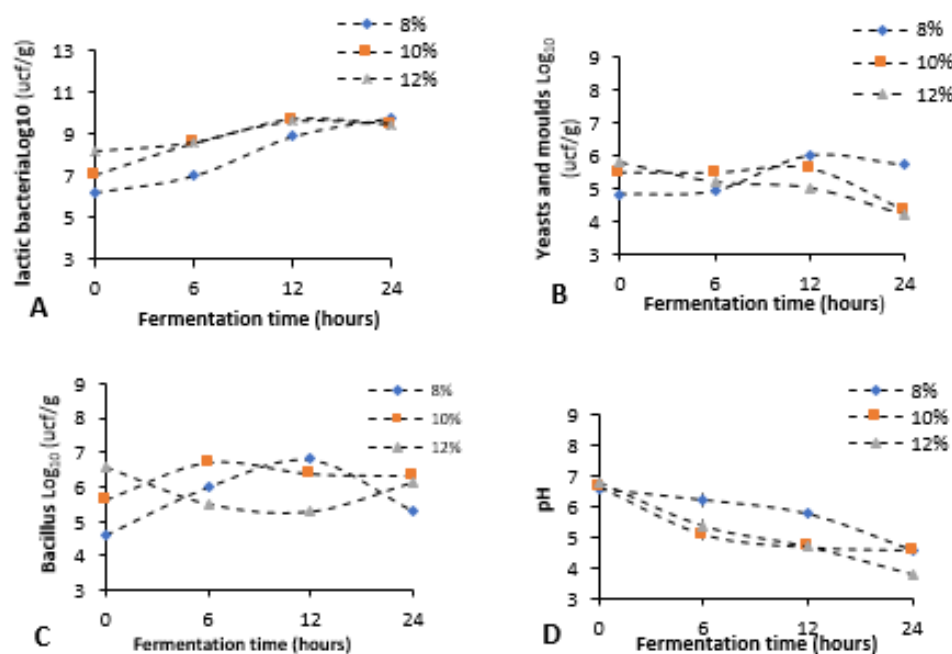 8%
10%
12%
lactic bacteriaLog10 (ucf/g)
13
11
9
7
5
3
0 6 12 24
A
Fermentation time (hours)
8%
10%
12%
Yeasts and moulds Log₁₀
(ucf/g)
9
8
7
6
5
4
3
0 6 12 24
B
Fermentation time (hours)
8%
10%
12%
Bacillus Log₁₀ (ucf/g
9
8
7
6
5
4
3
0 6 12 24
C
Fermentation time (hours)
8%
10%
12%
pH
9
8
7
6
5
4
3
0 6 12 24
D
Fermentation time (hours)